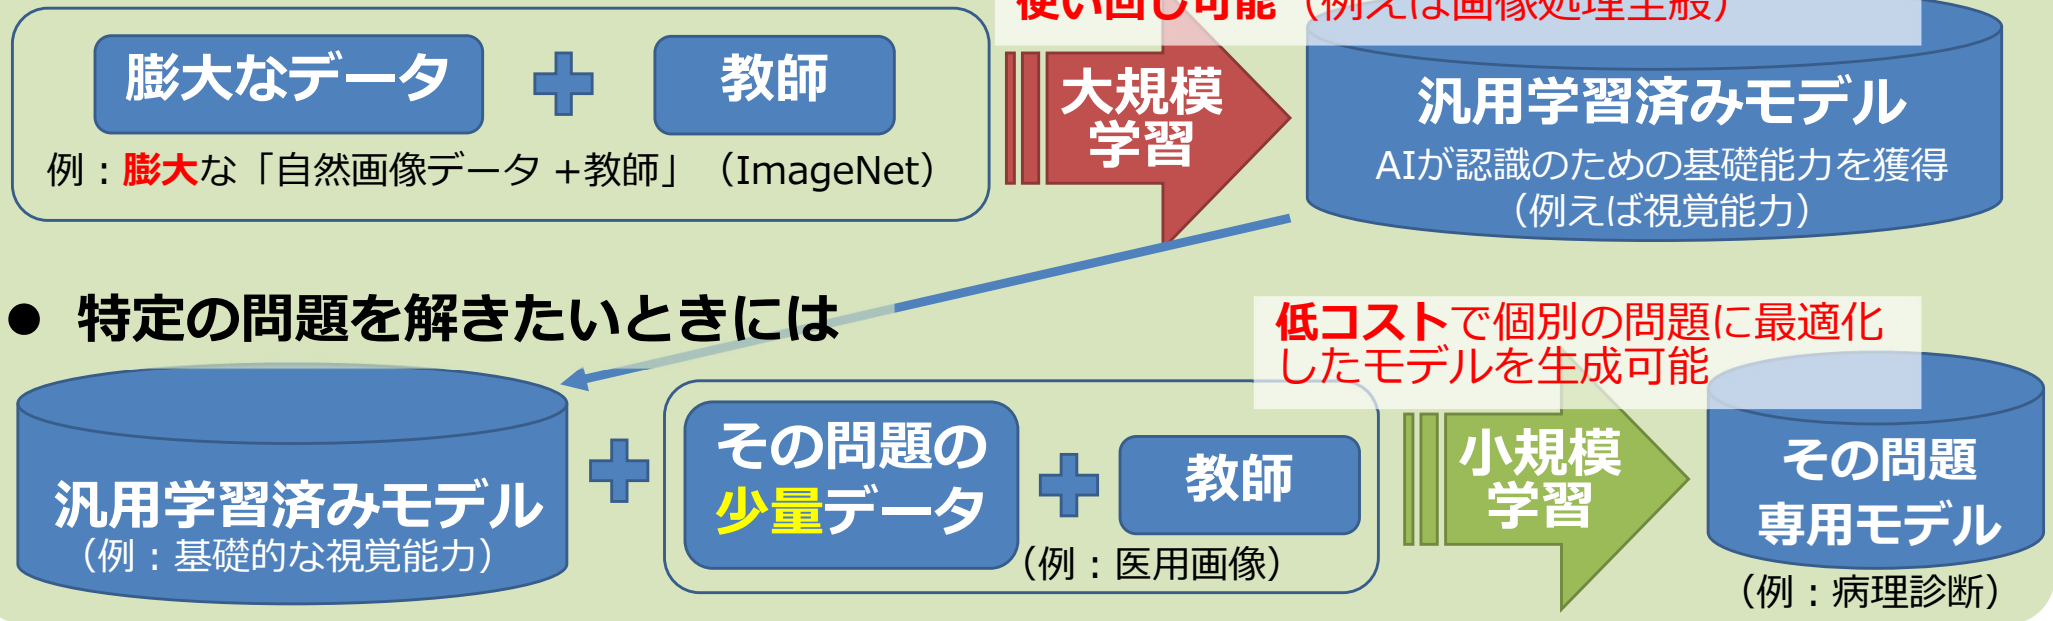 使い回し可能（例えば画像処理全般）
膨大なデータ
教師
大規模
学習
汎用学習済みモデル
AIが認識のための基礎能力を獲得
（例えば視覚能力）
例：膨大な「自然画像データ＋教師」（ImageNet）
● 特定の問題を解きたいときには
低コストで個別の問題に最適化
したモデルを生成可能
汎用学習済みモデル
（例：基礎的な視覚能力）
その問題の
少量データ
教師
（例：医用画像）
小規模
学習
その問題
専用モデル
（例：病理診断）